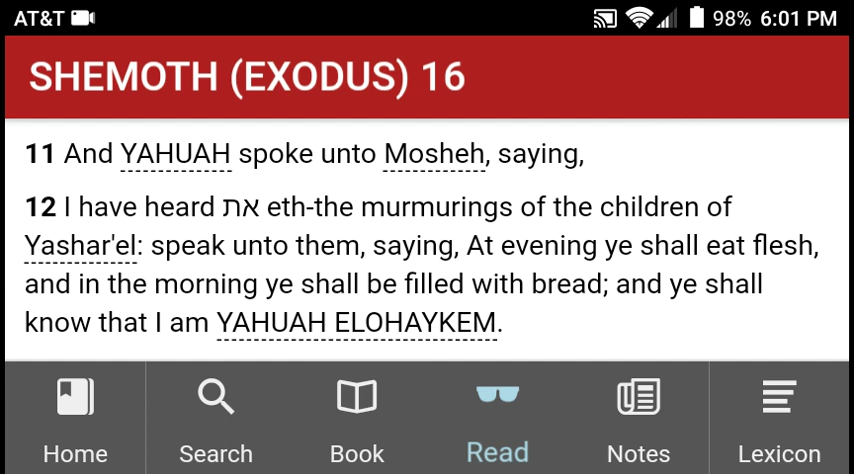 AT&T 98% 6:01 PM
SHEMOTH (EXODUS) 16
11 And YAHUAH spoke unto Mosheh, saying,
12 I have heard את eth-the murmurings of the children of
Yashar'el: speak unto them, saying, At evening ye shall eat flesh,
and in the morning ye shall be filled with bread; and ye shall
know that I am YAHUAH ELOHAYKEM.
Home Search Book Read Notes Lexicon